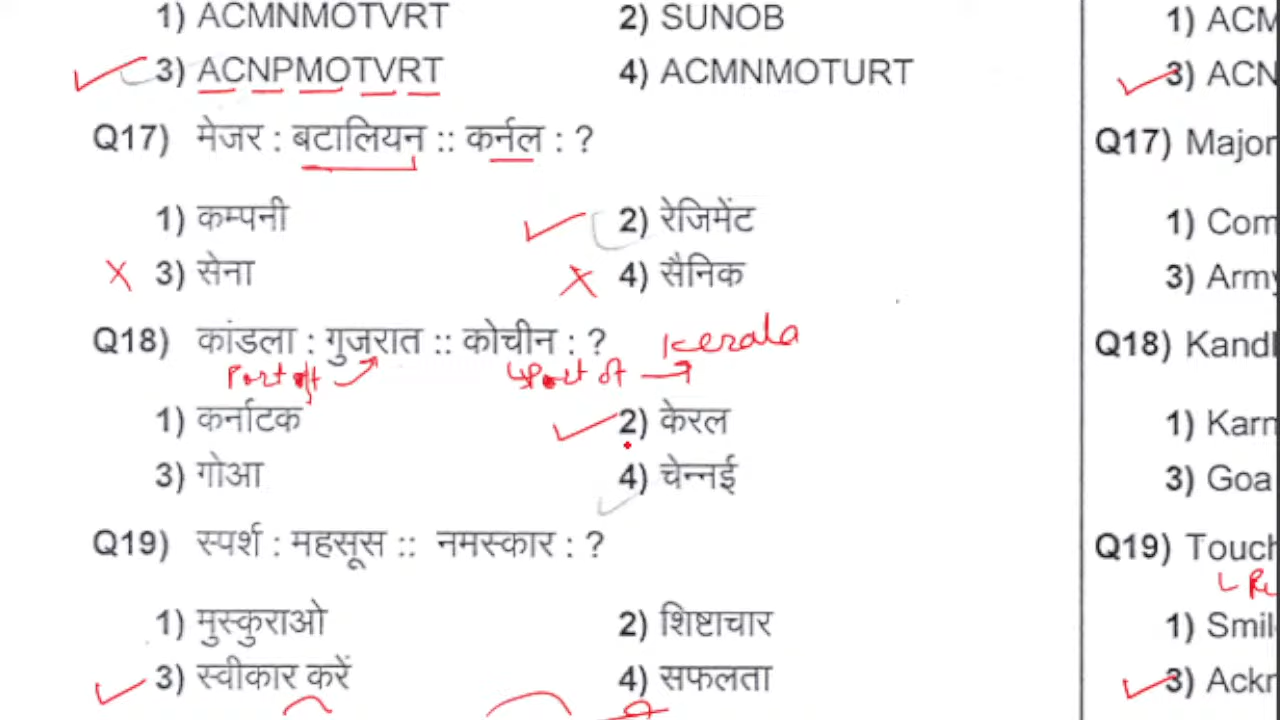 1) ACMNMOTVRT 2) SUNOB
3) ACNPMOTVRT 4) ACMNMOTURT
Q17) मेजर : बटालियन :: कर्नल : ?
1) कम्पनी 2) रेजिमेंट
3) सेना 4) सैनिक
Q18) कांडला : गुजरात :: कोचीन : ? Kerala
Port of Port of
1) कर्नाटक 2) केरल
3) गोआ 4) चेन्नई
Q19) स्पर्श : महसूस :: नमस्कार : ?
1) मुस्कुराओ 2) शिष्टाचार
3) स्वीकार करें 4) सफलता
1) ACM
3) ACN
Q17) Major
1) Com
3) Army
Q18) Kandl
1) Karn
3) Goa
Q19) Touch
1) Smil
3) Ackn